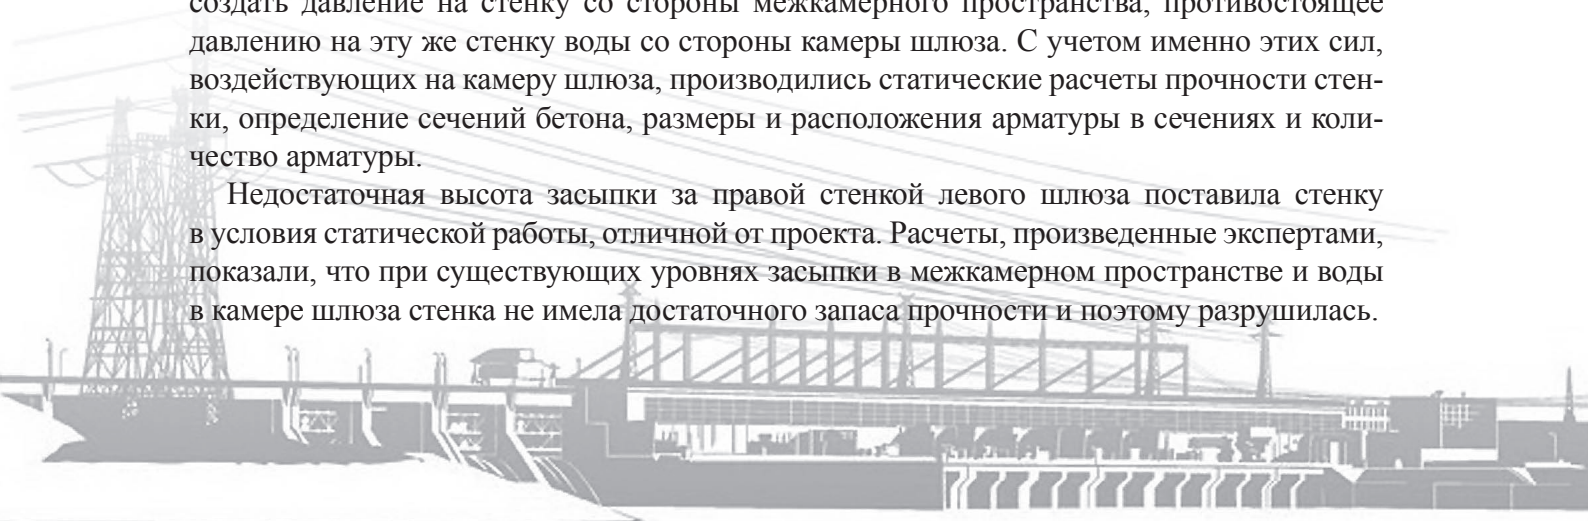 создать давление на стенку со стороны межкамерного пространства, противостоящее
давлению на эту же стенку воды со стороны камеры шлюза. С учетом именно этих сил,
воздействующих на камеру шлюза, производились статические расчеты прочности стен-
ки, определение сечений бетона, размеры и расположения арматуры в сечениях и коли-
чество арматуры.
Недостаточная высота засыпки за правой стенкой левого шлюза поставила стенку
в условия статической работы, отличной от проекта. Расчеты, произведенные экспертами,
показали, что при существующих уровнях засыпки в межкамерном пространстве и воды
в камере шлюза стенка не имела достаточного запаса прочности и поэтому разрушилась.